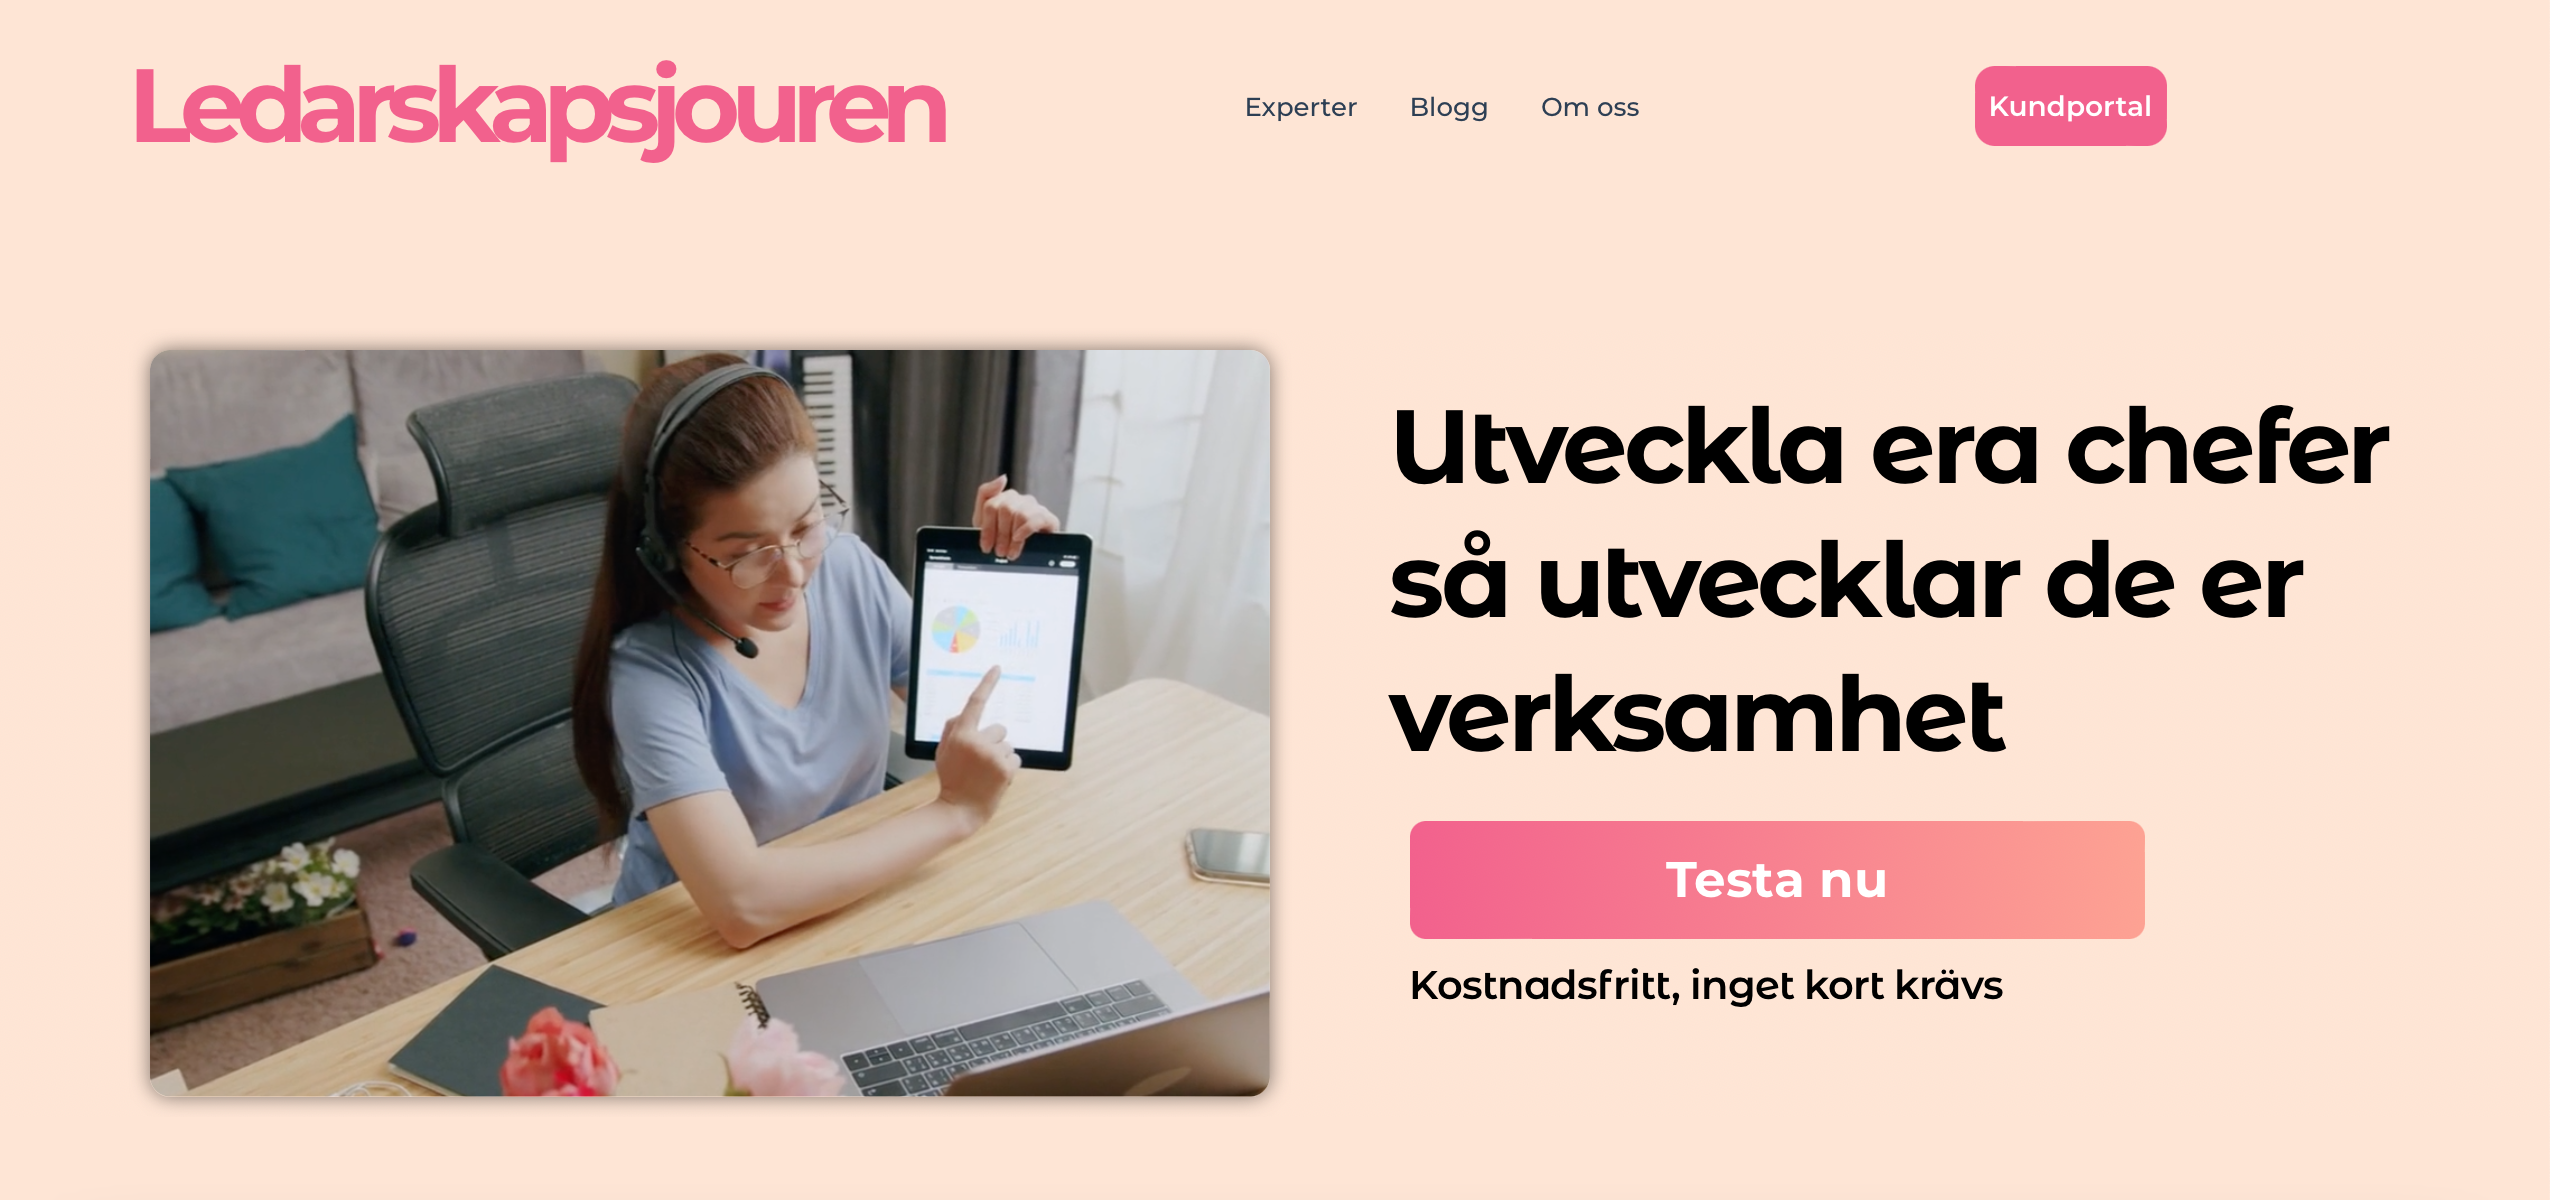 Ledarskapsjouren
Experter Blogg Om oss
Kundportal
Utveckla era chefer
så utvecklar de er
verksamhet
Testa nu
Kostnadsfritt, inget kort krävs